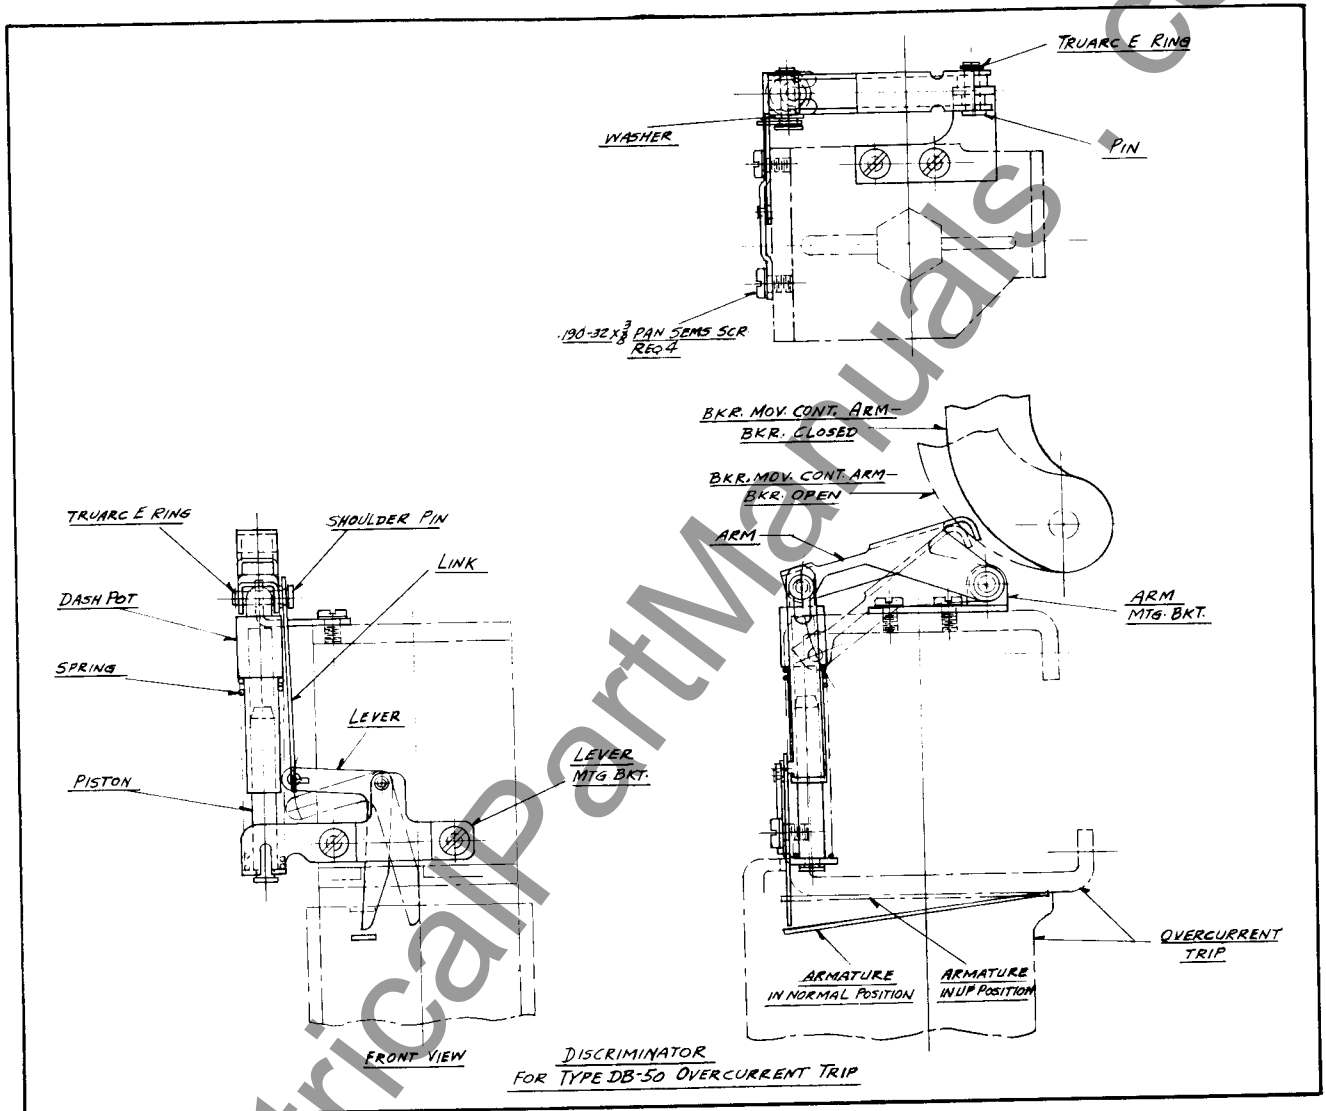 TRUARC E RING
WASHER
PIN
.190-32 X 3/8 PAN SEMS SCR
REQ 4
BKR. MOV. CONT. ARM-
BKR. CLOSED
BKR. MOV. CONT. ARM-
BKR. OPEN
ARM
ARM
MTG. BKT.
TRUARC E RING
SHOULDER PIN
LINK
DASH POT
SPRING
LEVER
LEVER
MTG BKT.
PISTON
OVERCURRENT
TRIP
ARMATURE
IN NORMAL POSITION
ARMATURE
IN UP POSITION
FRONT VIEW
DISCRIMINATOR
FOR TYPE DB-50 OVERCURRENT TRIP
tricalPartManuals . c